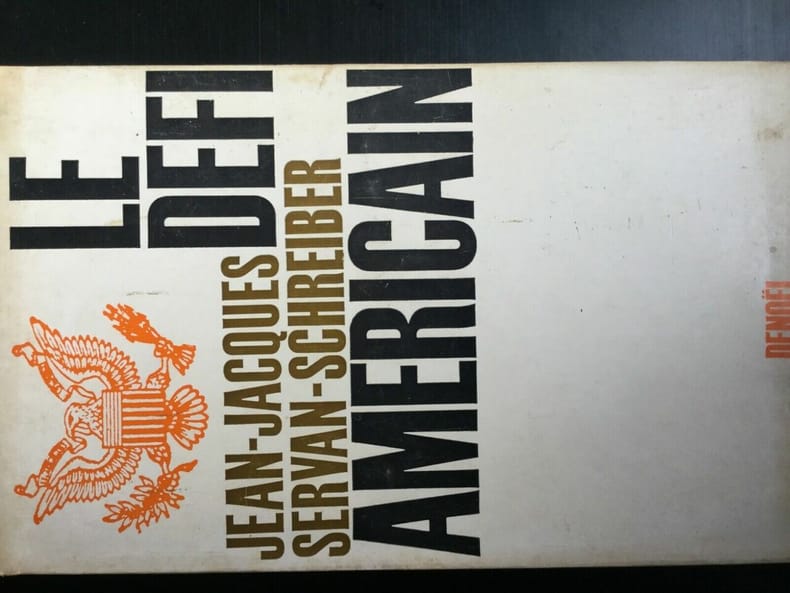 LE
DEFI
JEAN-JACQUES
SERVAN-SCHREIBER
AMERICAIN
DENOËL